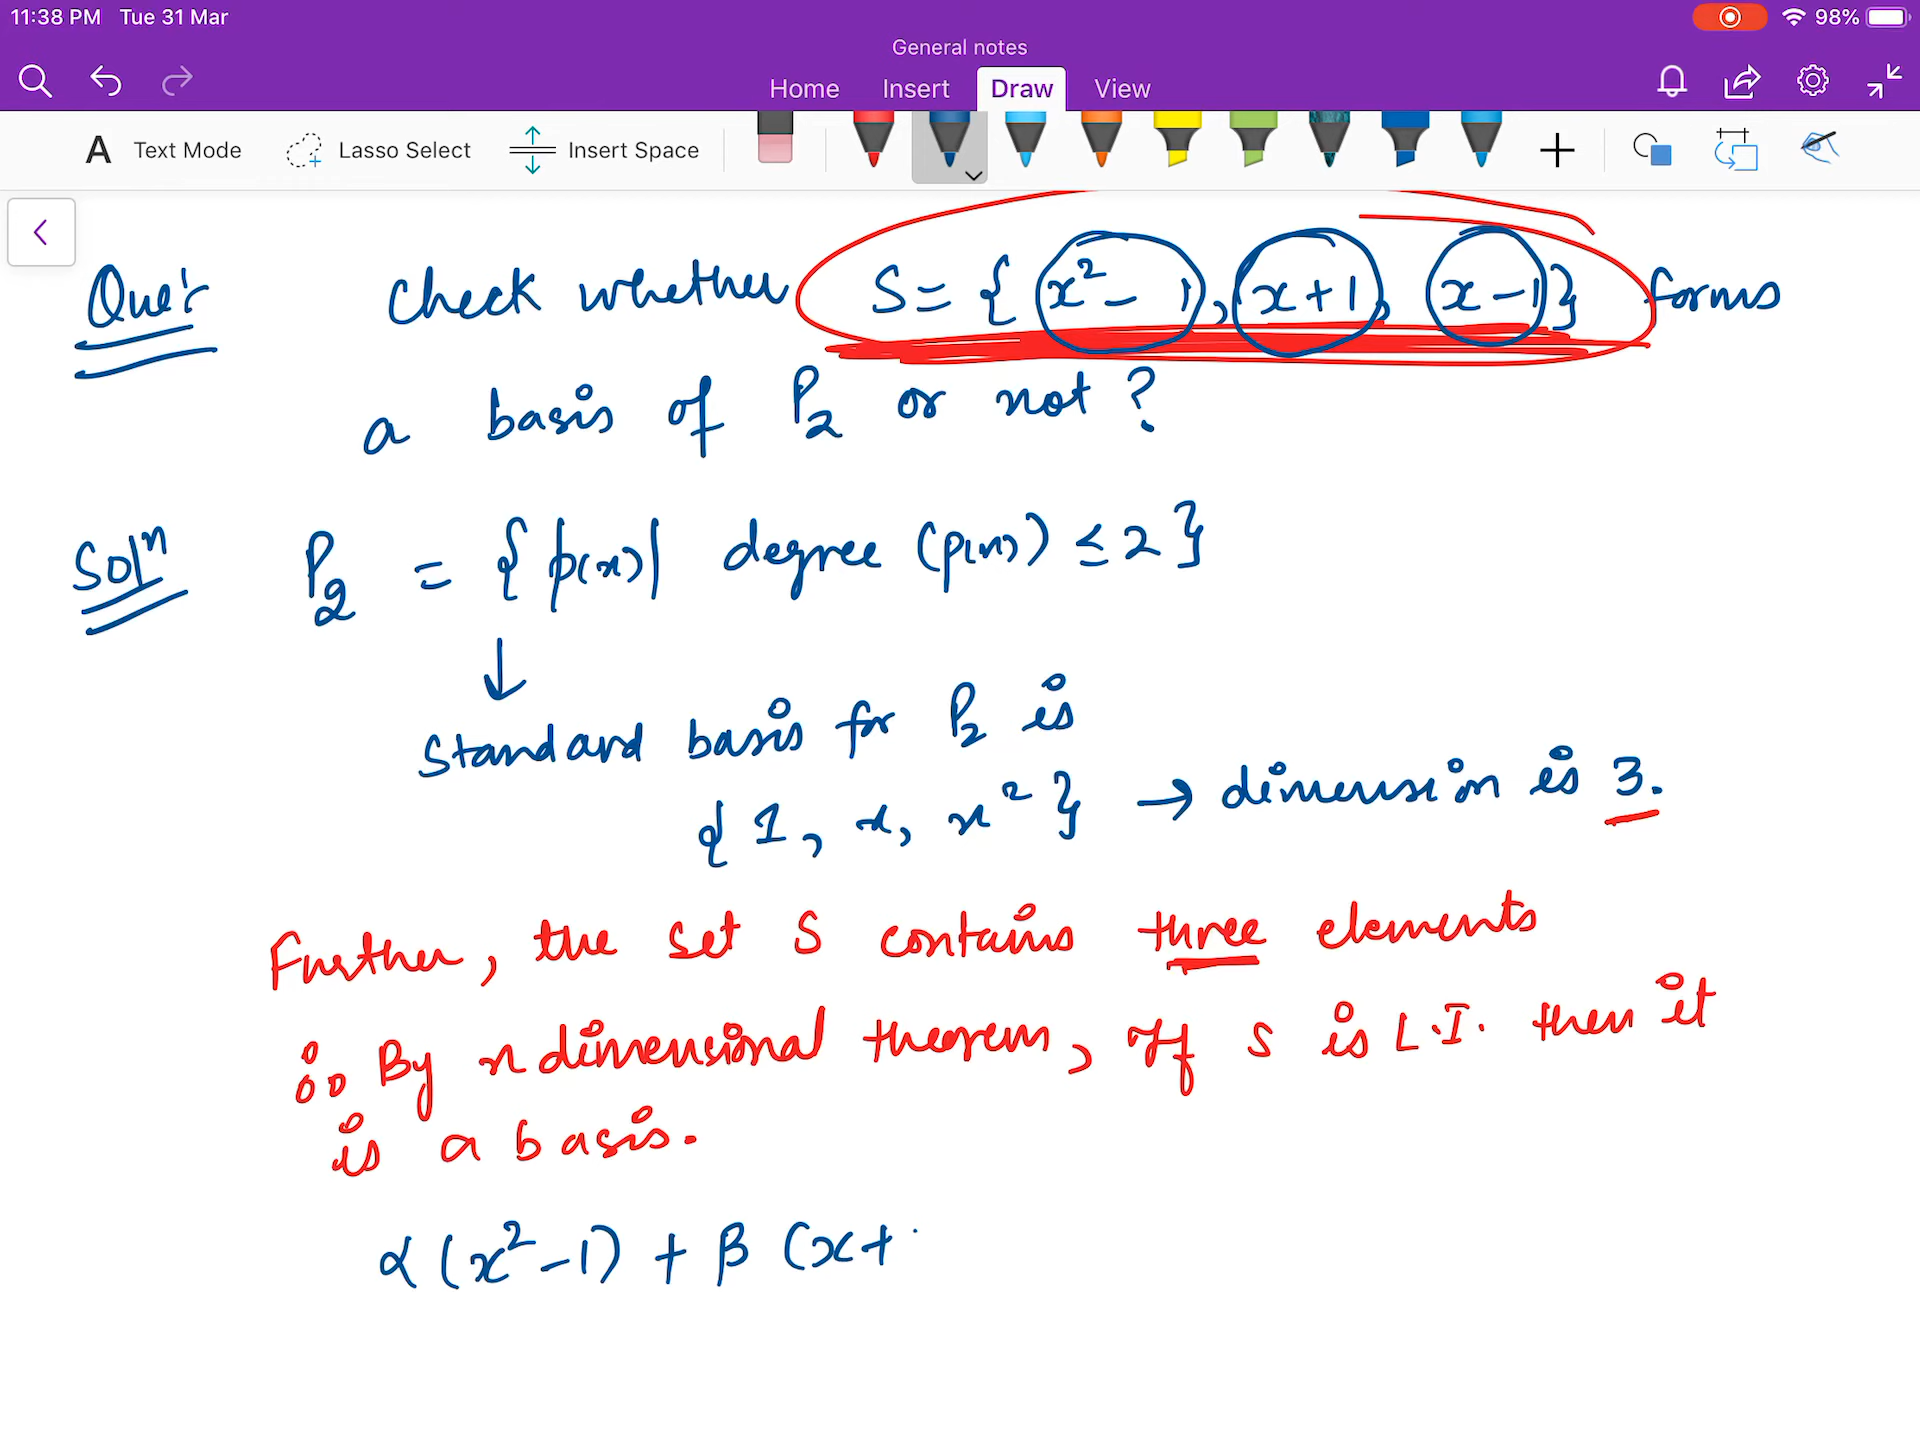 11:38 PM Tue 31 Mar 98%
General notes
Home Insert Draw View
A Text Mode Lasso Select Insert Space
Que:- Check whether S = { x² - 1, x + 1, x - 1 } forms
a basis of P₂ or not ?
Solⁿ P₂ = { p(x) | degree (p(x)) ≤ 2 }
↓
Standard basis for P₂ is
{ 1, x, x² } → dimension is 3.
Further, the set S contains three elements
∴ By n dimensional theorem, If S is L.I. then it
is a basis.
α (x² - 1) + β (x +